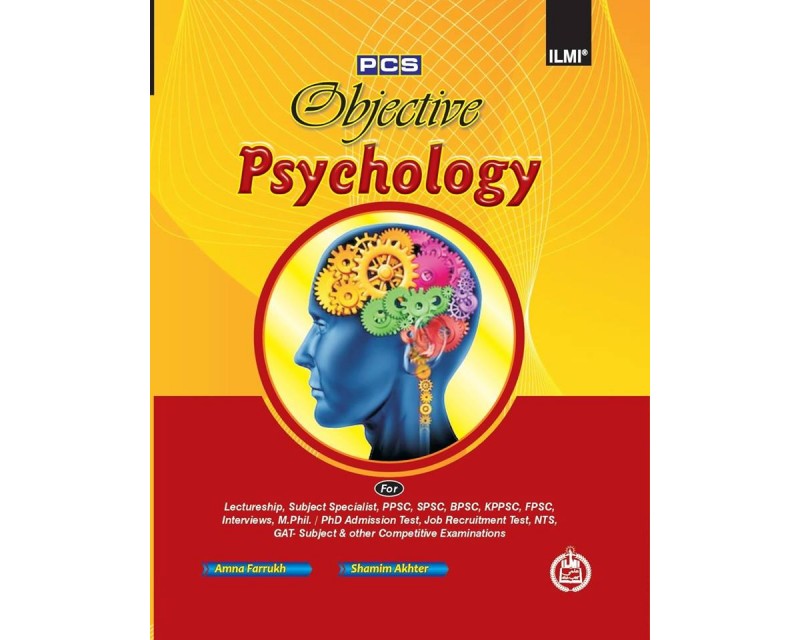 ILMI®
PCS
Objective
Psychology
For
Lectureship, Subject Specialist, PPSC, SPSC, BPSC, KPPSC, FPSC,
Interviews, M.Phil. / PhD Admission Test, Job Recruitment Test, NTS,
GAT- Subject & other Competitive Examinations
Amna Farrukh
Shamim Akhter